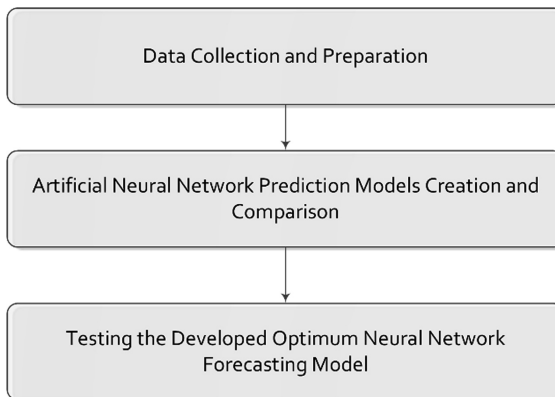 Data Collection and Preparation
Artificial Neural Network Prediction Models Creation and
Comparison
Testing the Developed Optimum Neural Network
Forecasting Model